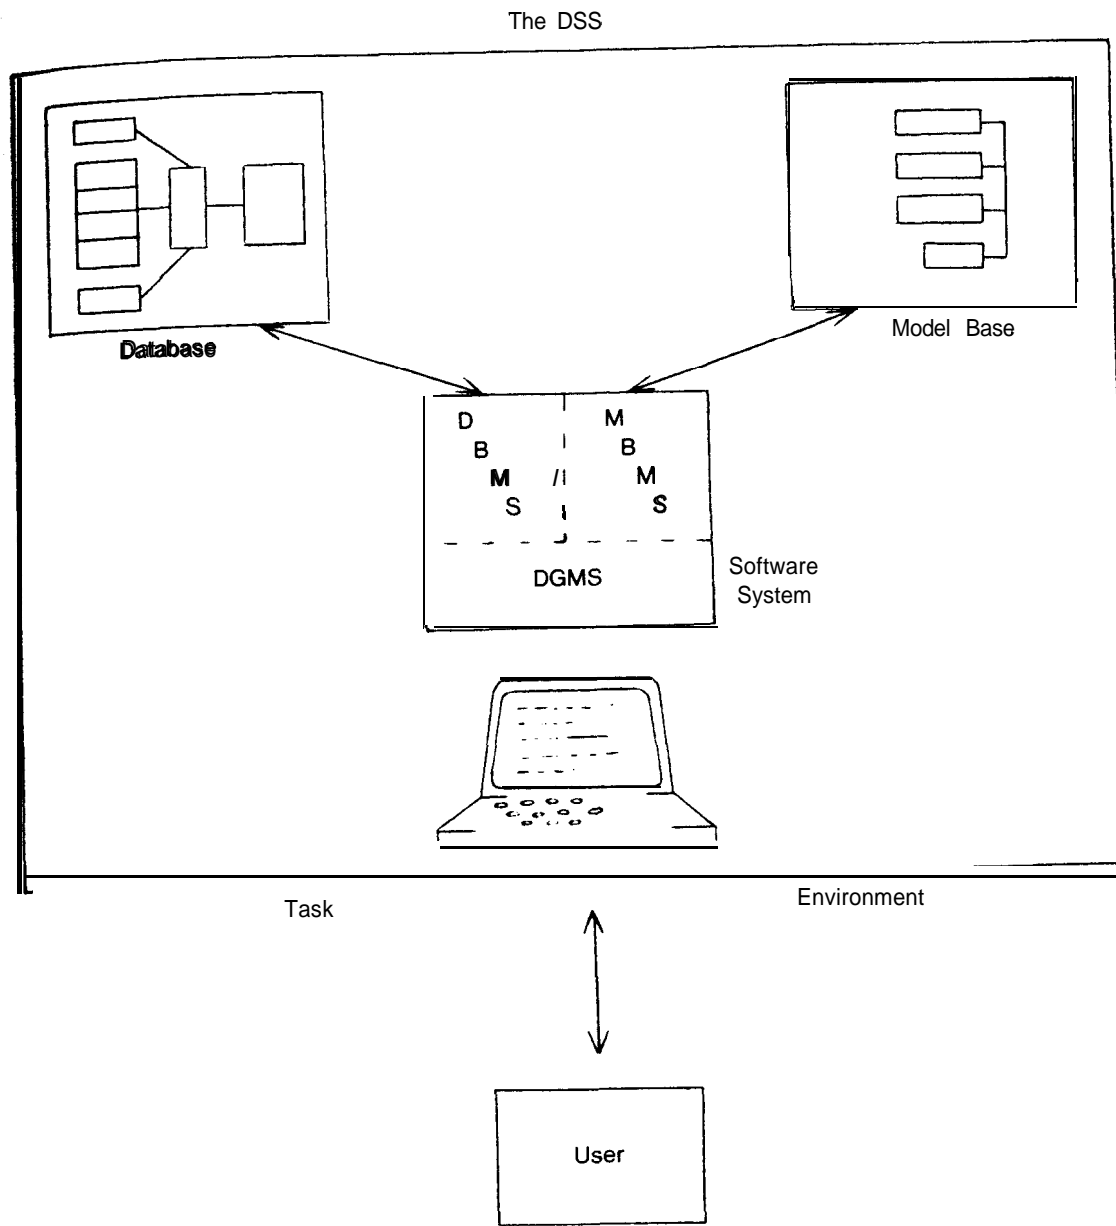 The DSS
Database
Model Base
D
B
M
S
/
M
B
M
S
DGMS
Software
System
Task
Environment
User